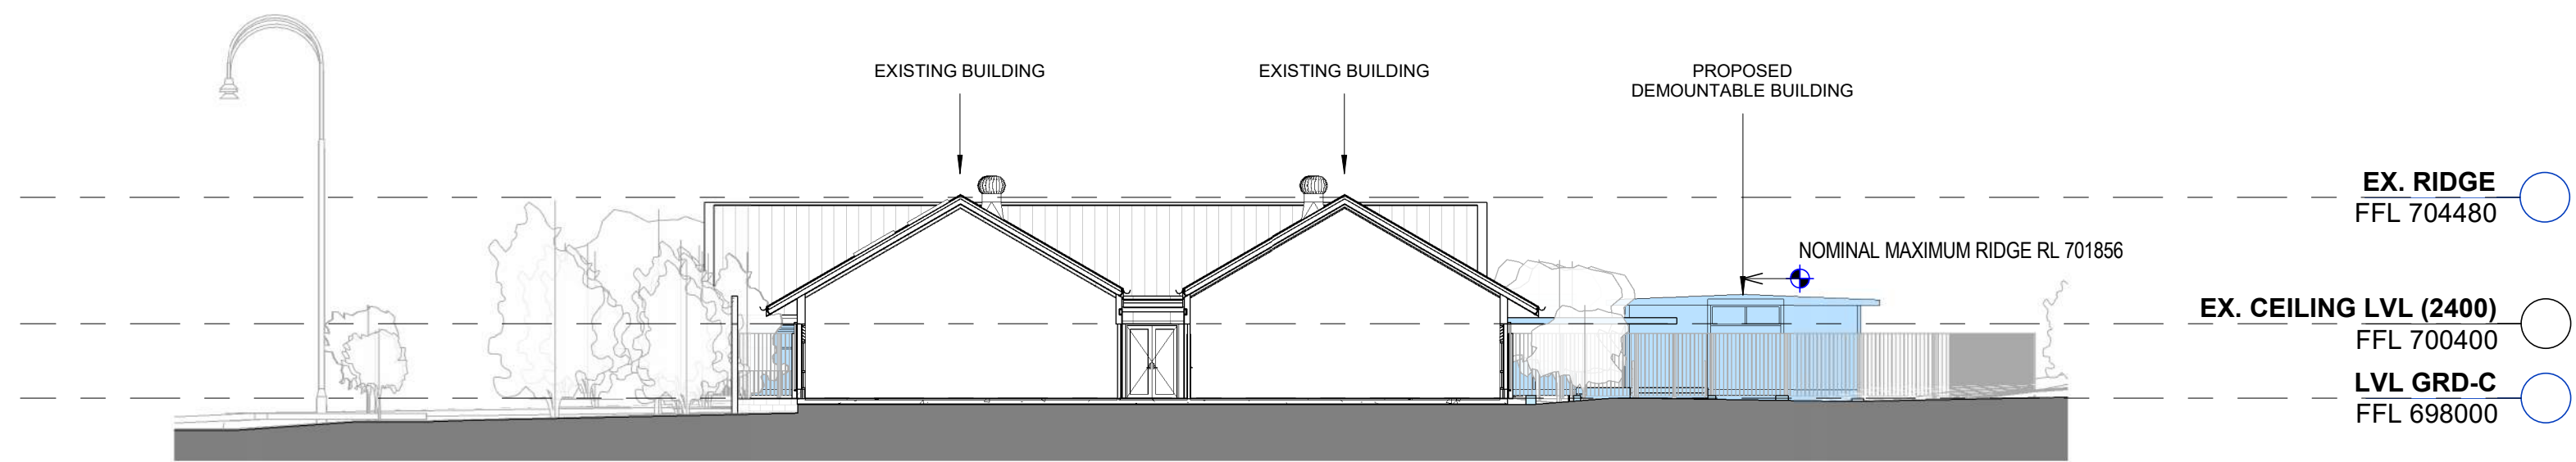 EXISTING BUILDING
EXISTING BUILDING
PROPOSED
DEMOUNTABLE BUILDING
EX. RIDGE
FFL 704480
NOMINAL MAXIMUM RIDGE RL 701856
EX. CEILING LVL (2400)
FFL 700400
LVL GRD-C
FFL 698000